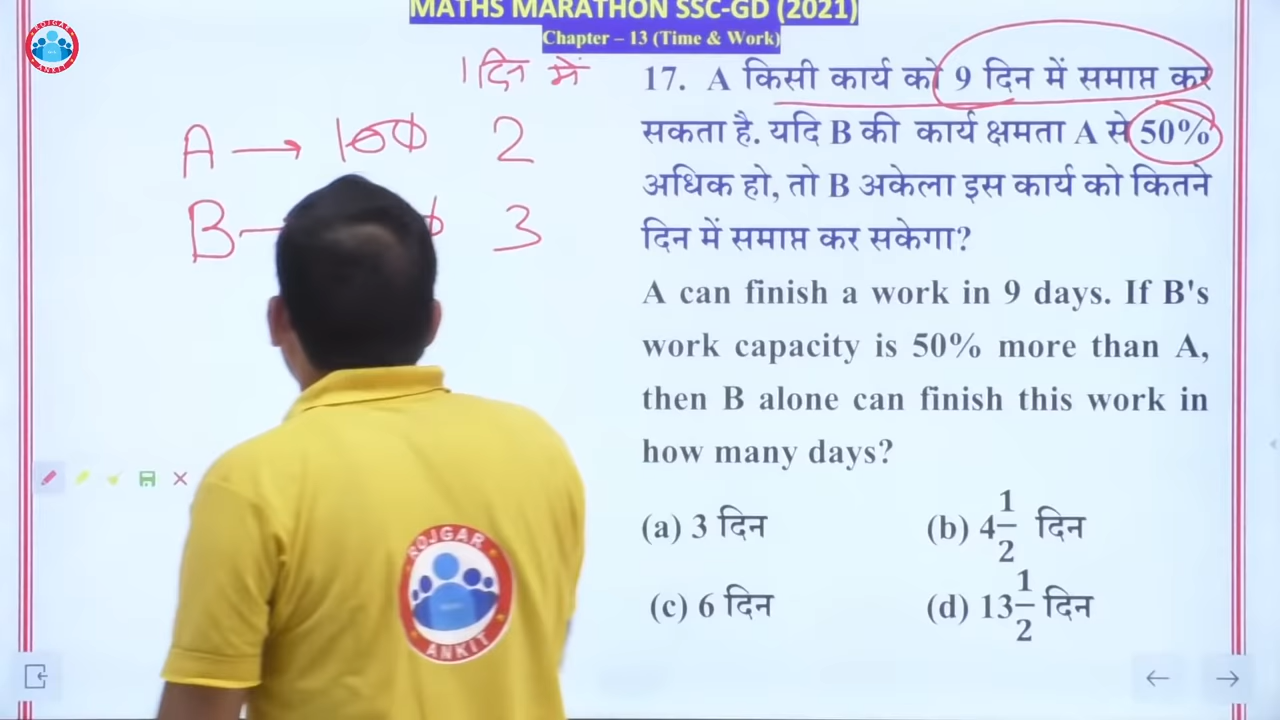 MATHS MARATHON SSC-GD (2021)
Chapter – 13 (Time & Work)
ROJGAR
ANKIT
1 दिन में
A → 100 2
B → 3
17. A किसी कार्य को 9 दिन में समाप्त कर
सकता है. यदि B की कार्य क्षमता A से 50%
अधिक हो, तो B अकेला इस कार्य को कितने
दिन में समाप्त कर सकेगा?
A can finish a work in 9 days. If B's
work capacity is 50% more than A,
then B alone can finish this work in
how many days?
(a) 3 दिन (b) 4 1/2 दिन
(c) 6 दिन (d) 13 1/2 दिन
ROJGAR
ANKIT